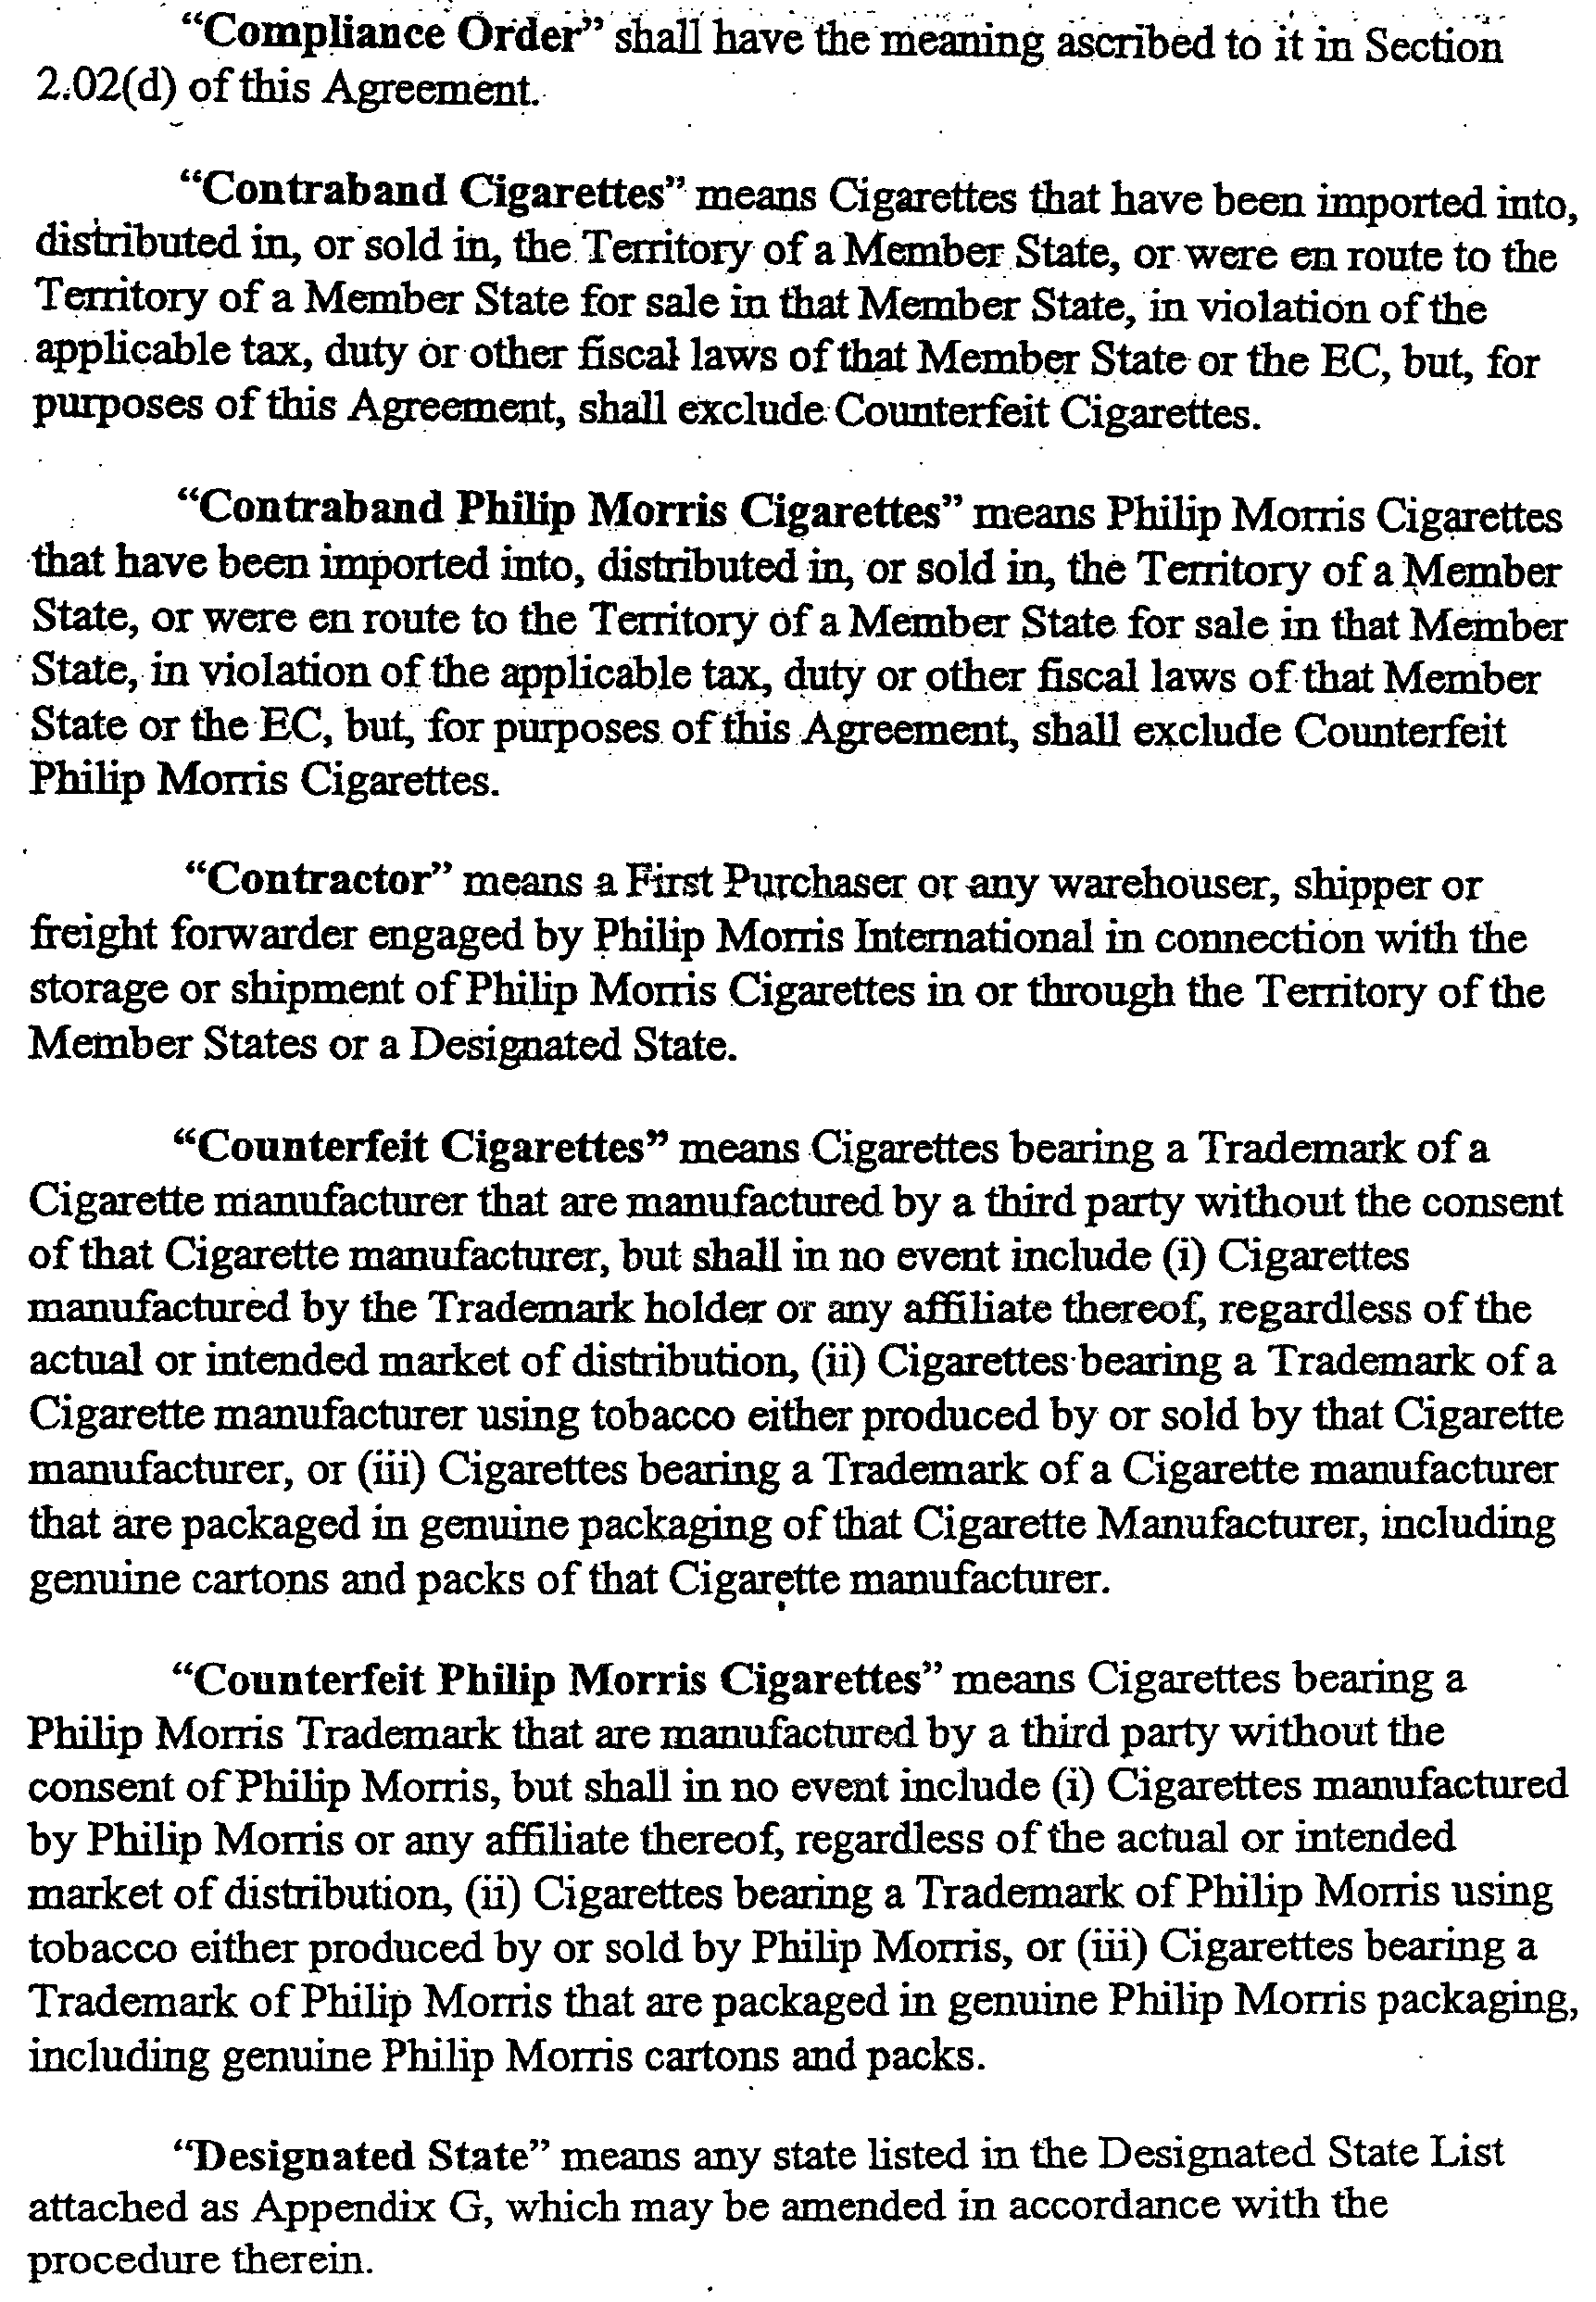 “Compliance Order” shall have the meaning ascribed to it in Section
2.02(d) of this Agreement.
“Contraband Cigarettes” means Cigarettes that have been imported into,
distributed in, or sold in, the Territory of a Member State, or were en route to the
Territory of a Member State for sale in that Member State, in violation of the
applicable tax, duty or other fiscal laws of that Member State or the EC, but, for
purposes of this Agreement, shall exclude Counterfeit Cigarettes.
“Contraband Philip Morris Cigarettes” means Philip Morris Cigarettes
that have been imported into, distributed in, or sold in, the Territory of a Member
State, or were en route to the Territory of a Member State for sale in that Member
State, in violation of the applicable tax, duty or other fiscal laws of that Member
State or the EC, but, for purposes of this Agreement, shall exclude Counterfeit
Philip Morris Cigarettes.
“Contractor” means a First Purchaser or any warehouser, shipper or
freight forwarder engaged by Philip Morris International in connection with the
storage or shipment of Philip Morris Cigarettes in or through the Territory of the
Member States or a Designated State.
“Counterfeit Cigarettes” means Cigarettes bearing a Trademark of a
Cigarette manufacturer that are manufactured by a third party without the consent
of that Cigarette manufacturer, but shall in no event include (i) Cigarettes
manufactured by the Trademark holder or any affiliate thereof, regardless of the
actual or intended market of distribution, (ii) Cigarettes bearing a Trademark of a
Cigarette manufacturer using tobacco either produced by or sold by that Cigarette
manufacturer, or (iii) Cigarettes bearing a Trademark of a Cigarette manufacturer
that are packaged in genuine packaging of that Cigarette Manufacturer, including
genuine cartons and packs of that Cigarette manufacturer.
“Counterfeit Philip Morris Cigarettes” means Cigarettes bearing a
Philip Morris Trademark that are manufactured by a third party without the
consent of Philip Morris, but shall in no event include (i) Cigarettes manufactured
by Philip Morris or any affiliate thereof, regardless of the actual or intended
market of distribution, (ii) Cigarettes bearing a Trademark of Philip Morris using
tobacco either produced by or sold by Philip Morris, or (iii) Cigarettes bearing a
Trademark of Philip Morris that are packaged in genuine Philip Morris packaging,
including genuine Philip Morris cartons and packs.
“Designated State” means any state listed in the Designated State List
attached as Appendix G, which may be amended in accordance with the
procedure therein.